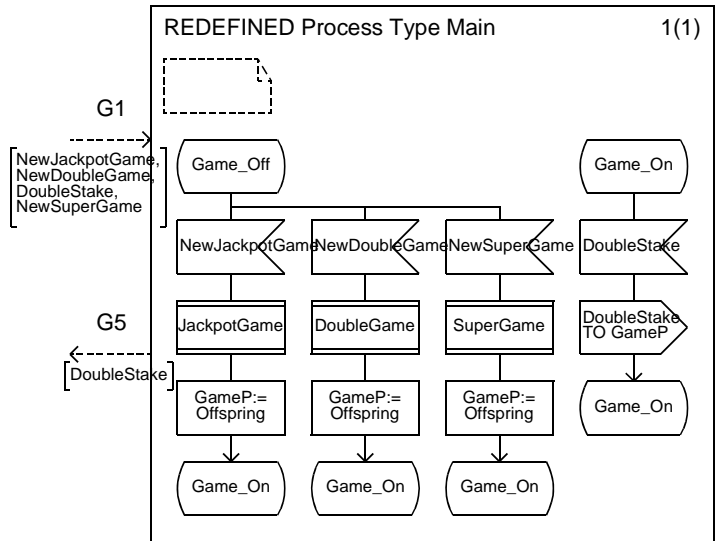 REDEFINED Process Type Main 1(1)
G1
NewJackpotGame,
NewDoubleGame,
DoubleStake,
NewSuperGame
Game_Off
Game_On
NewJackpotGame
NewDoubleGame
NewSuperGame
DoubleStake
G5
DoubleStake
JackpotGame
DoubleGame
SuperGame
DoubleStake
TO GameP
GameP:=
Offspring
GameP:=
Offspring
GameP:=
Offspring
Game_On
Game_On
Game_On
Game_On